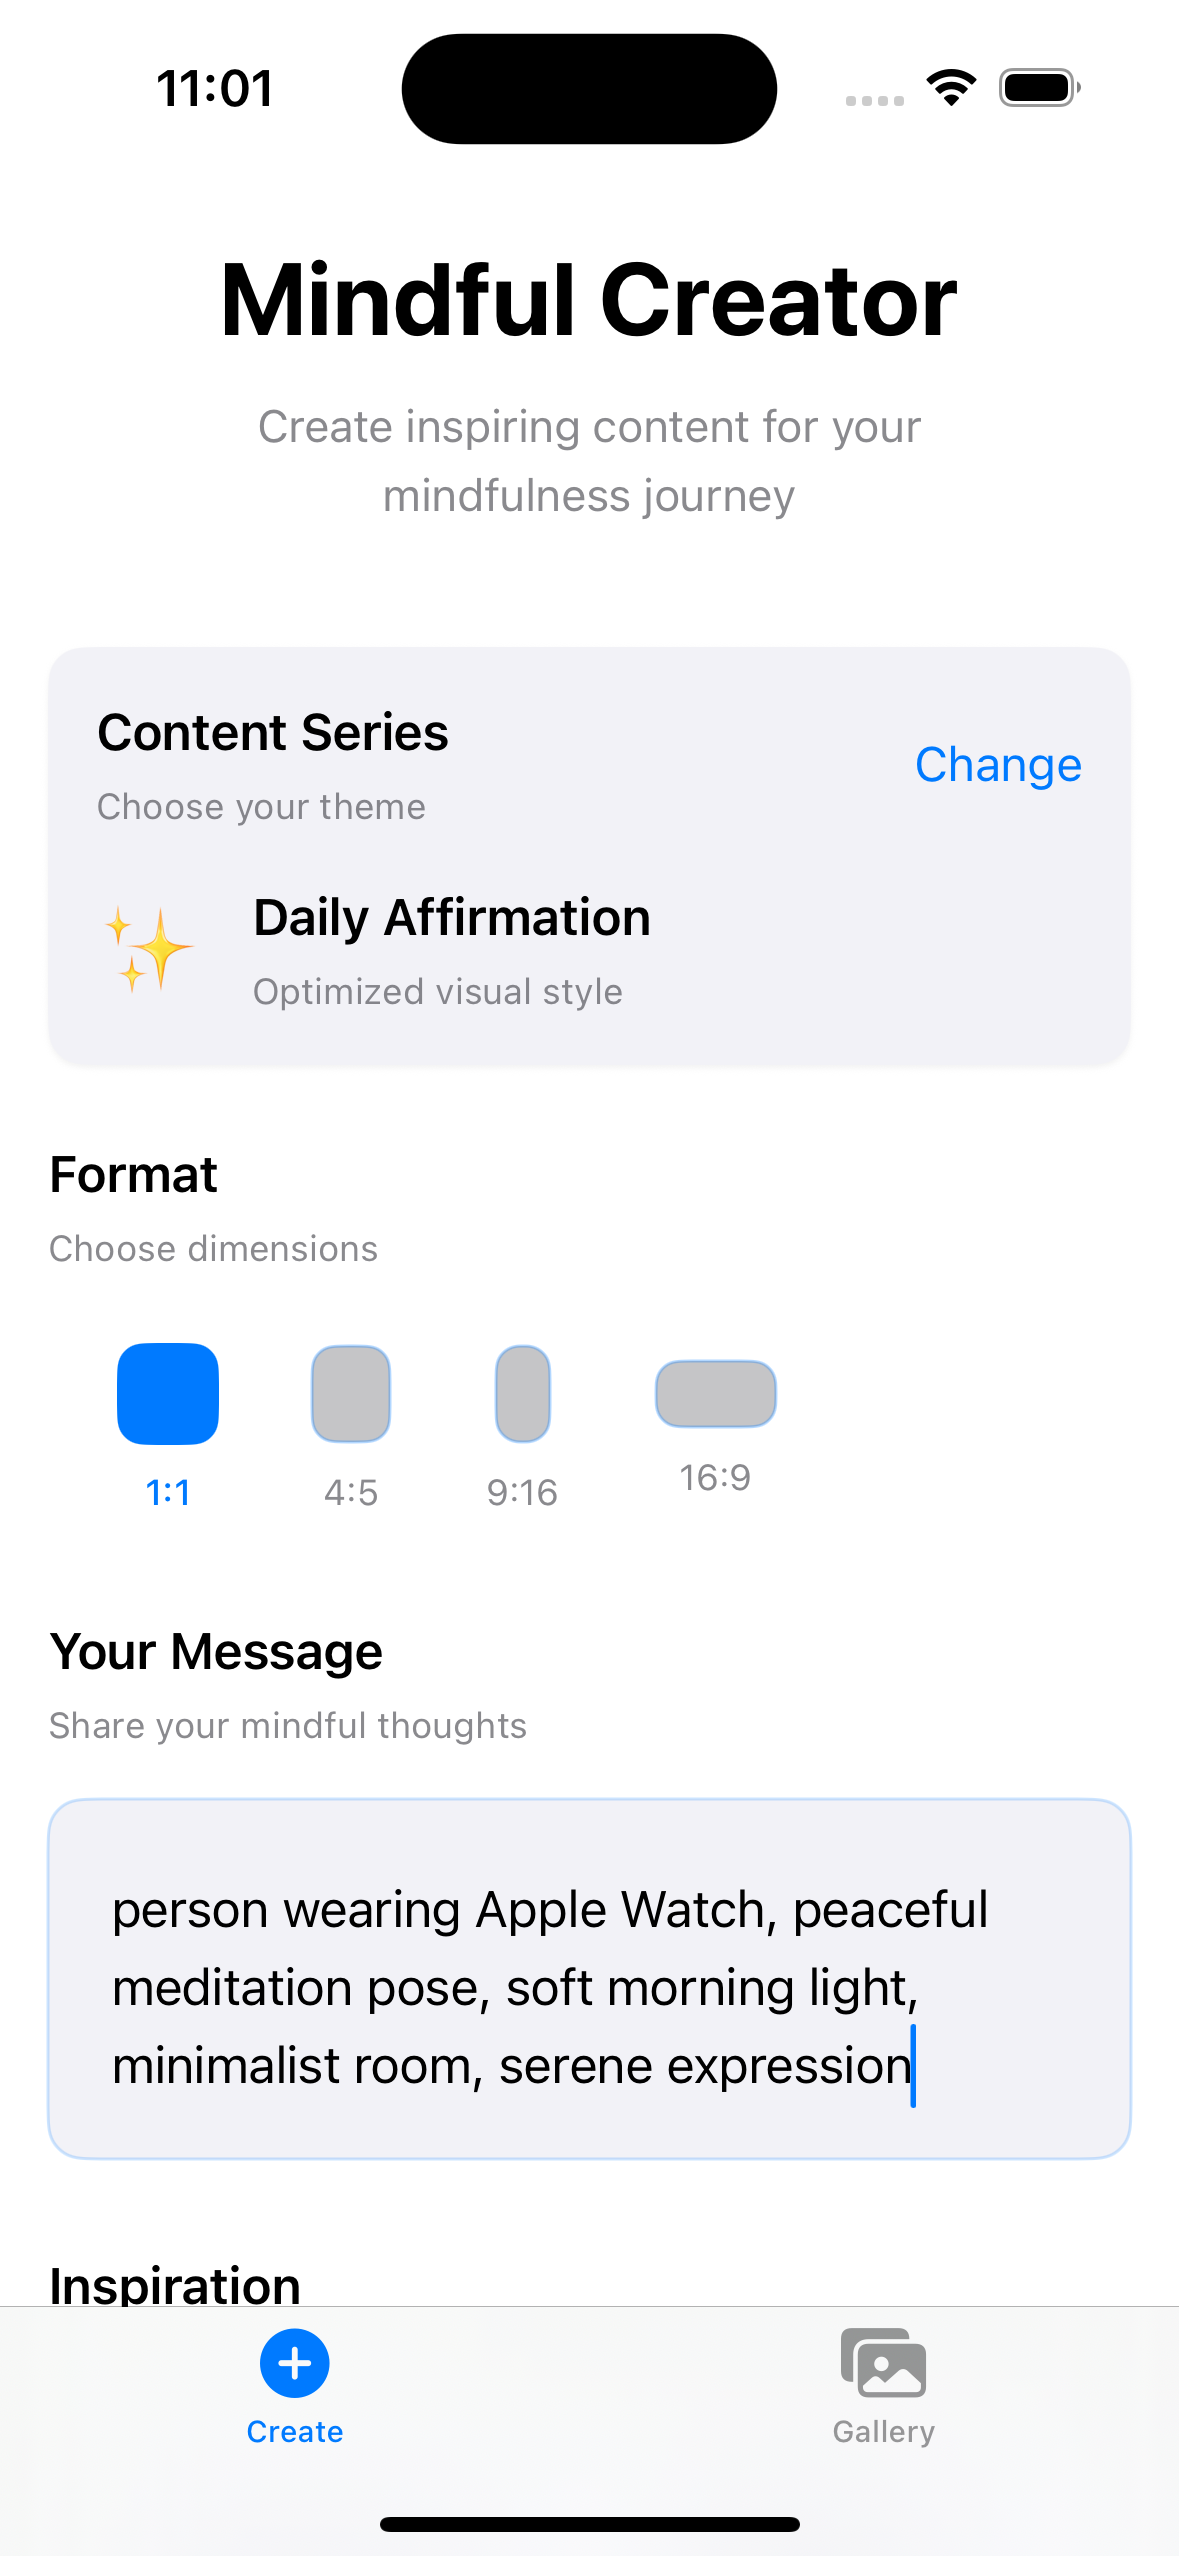 11:01
Mindful Creator
Create inspiring content for your
mindfulness journey
Content Series
Change
Choose your theme
Daily Affirmation
Optimized visual style
Format
Choose dimensions
1:1
4:5
9:16
16:9
Your Message
Share your mindful thoughts
person wearing Apple Watch, peaceful
meditation pose, soft morning light,
minimalist room, serene expression
Inspiration
Create
Gallery